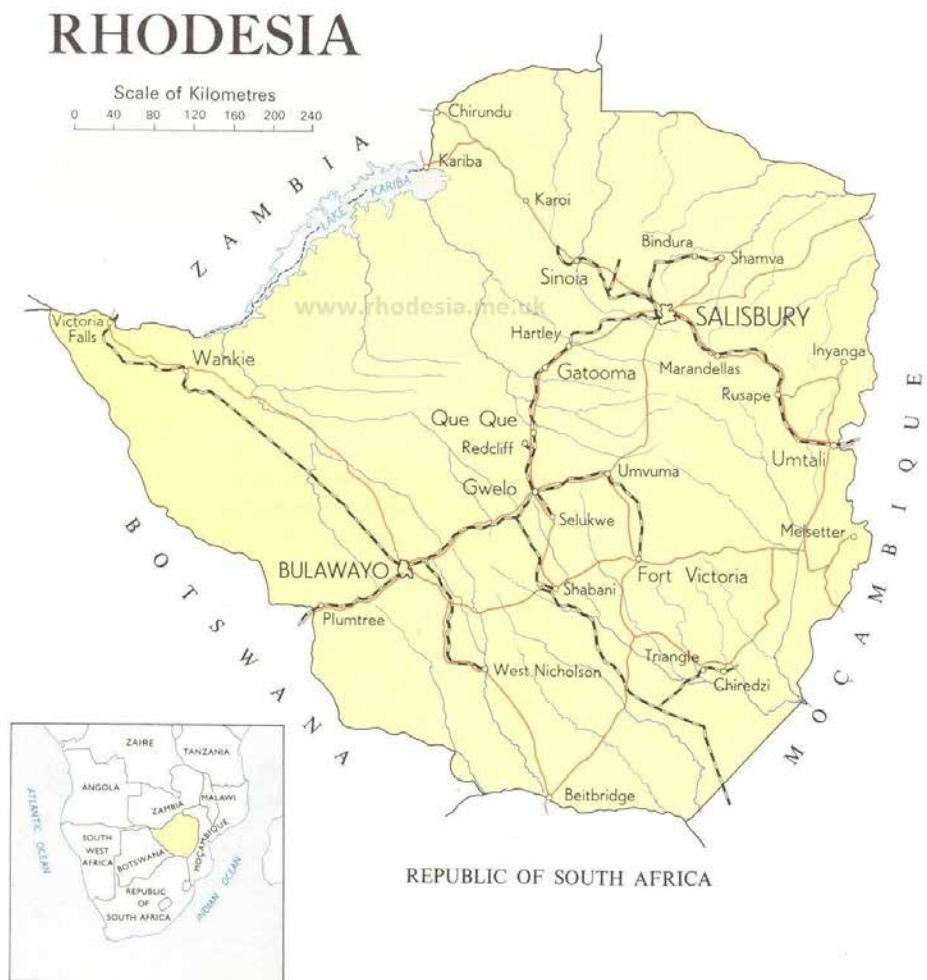 RHODESIA
Scale of Kilometres
0 40 80 120 160 200 240
ZAMBIA
Chirundu
Kariba
LAKE KARIBA
Karoi
Bindura
Shamva
Sinoia
www.rhodesia.me.uk
SALISBURY
Victoria
Falls
Hartley
Wankie
Gatooma
Marandellas
Inyanga
Rusape
Que Que
Redcliff
Umtali
Gwelo
Umvuma
MOÇAMBIQUE
Selukwe
Melsetter
BOTSWANA
BULAWAYO
Shabani
Fort Victoria
Plumtree
West Nicholson
Triangle
Chiredzi
Beitbridge
REPUBLIC OF SOUTH AFRICA
ZAIRE
TANZANIA
ANGOLA
ZAMBIA
MALAWI
ATLANTIC OCEAN
SOUTH
WEST
AFRICA
BOTSWANA
MOÇAMBIQUE
REPUBLIC
OF
SOUTH AFRICA
INDIAN OCEAN